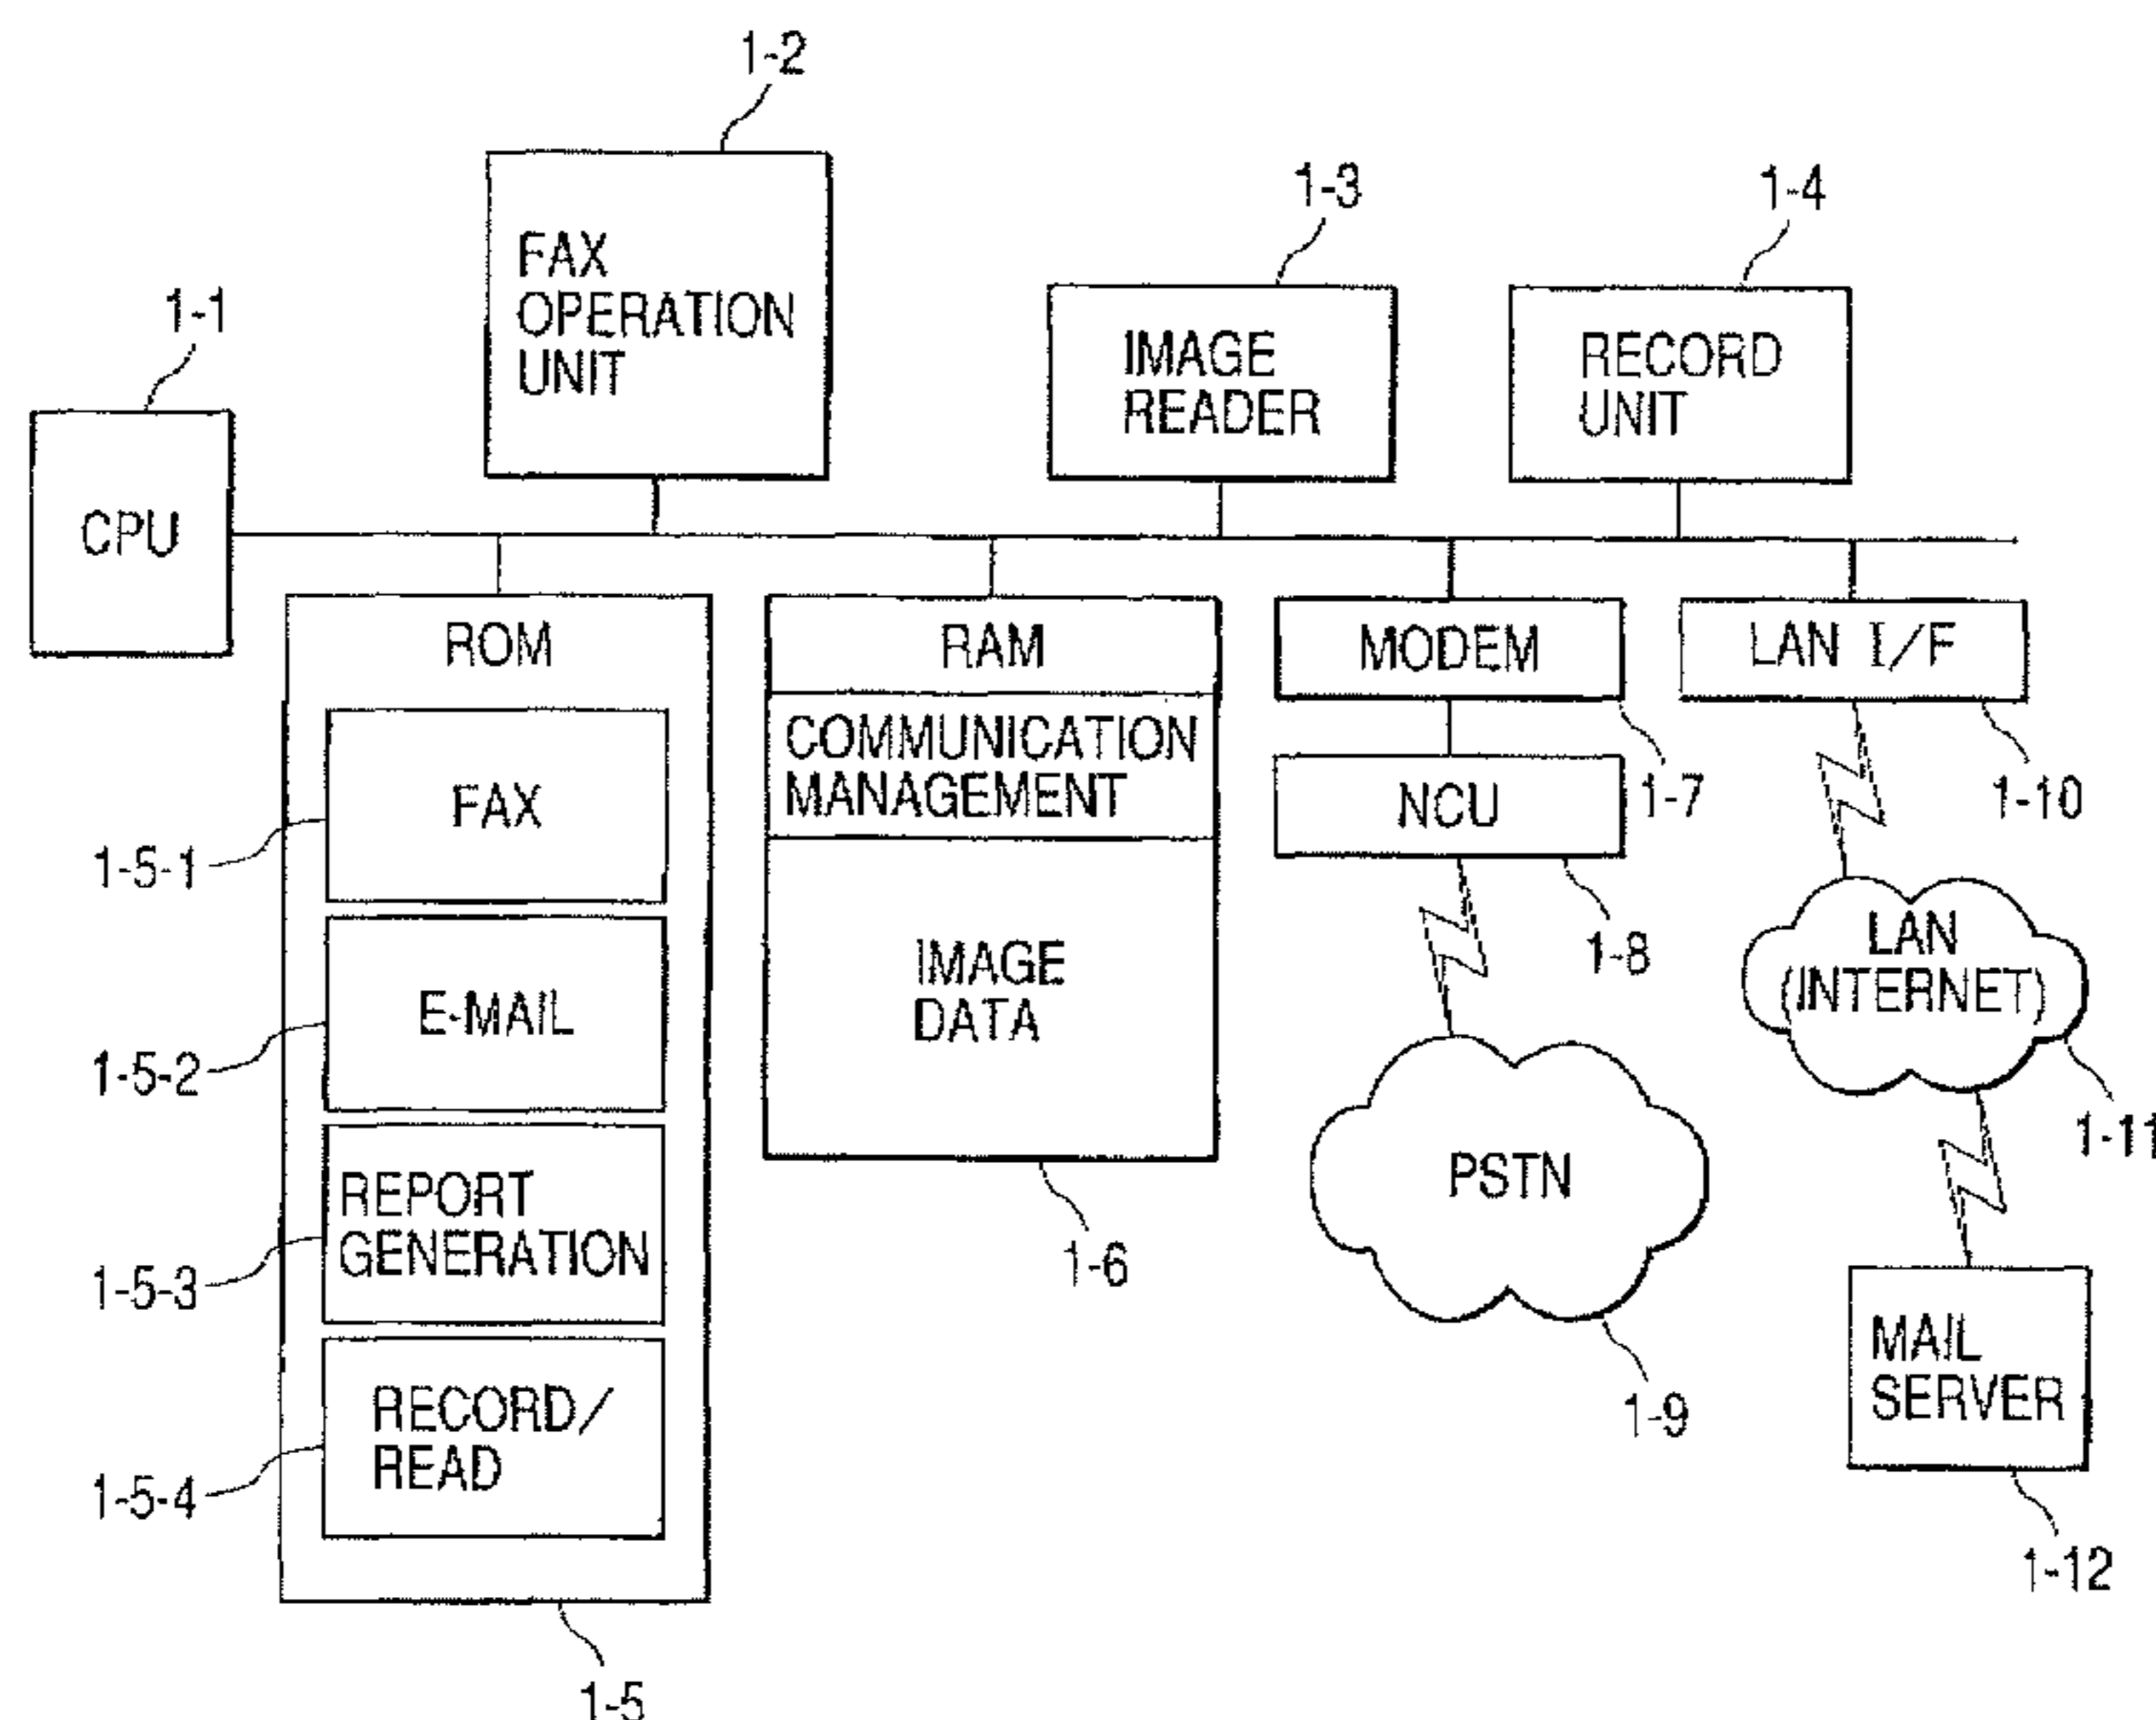 1-2
1-3
1-4
1-1
FAX
OPERATION
UNIT
IMAGE
READER
RECORD
UNIT
CPU
ROM
RAM
MODEM
LAN I/F
COMMUNICATION
MANAGEMENT
1-7
1-10
FAX
NCU
1-5-1
1-8
LAN
(INTERNET)
IMAGE
DATA
E-MAIL
1-5-2
1-11
PSTN
REPORT
GENERATION
1-5-3
1-6
MAIL
SERVER
1-9
RECORD/
READ
1-5-4
1-12
1-5